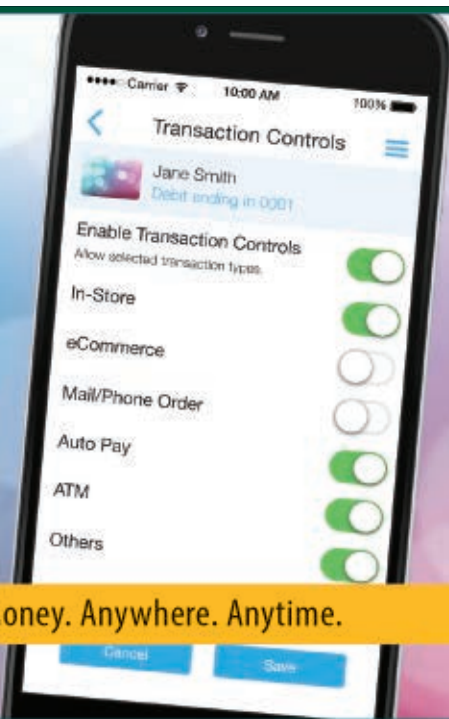 Carrier 10:00 AM 100%
Transaction Controls
Jane Smith
Debit ending in 0001
Enable Transaction Controls
Allow selected transaction types.
In-Store
eCommerce
Mail/Phone Order
Auto Pay
ATM
Others
oney. Anywhere. Anytime.
Cancel Save